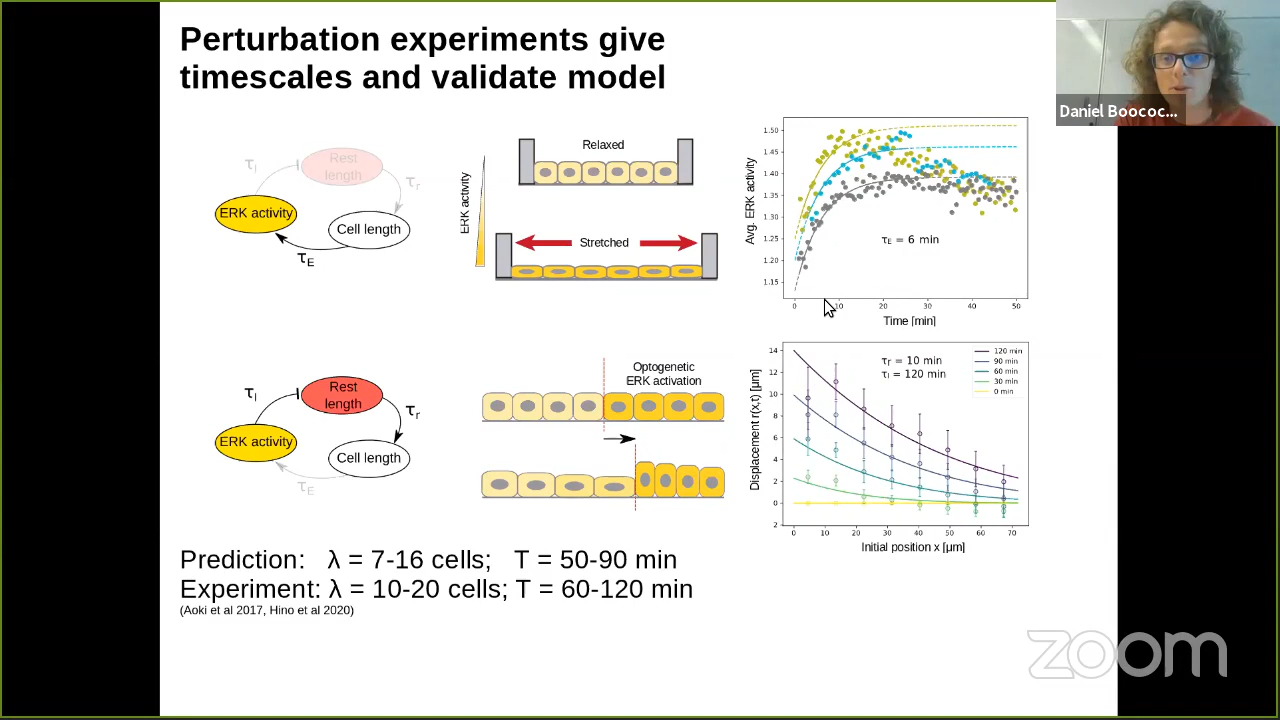 Perturbation experiments give
timescales and validate model
Daniel Boococ...
τl
Rest
length
τr
ERK activity
Cell length
τE
ERK activity
Relaxed
Stretched
Avg. ERK activity
1.50
1.45
1.40
1.35
1.30
1.25
1.20
1.15
τE = 6 min
0 10 20 30 40 50
Time [min]
τl
Rest
length
τr
ERK activity
Cell length
τE
Optogenetic
ERK activation
Displacement r(x,t) [μm]
14
12
10
8
6
4
2
0
2
τr = 10 min
τl = 120 min
120 min
90 min
60 min
30 min
0 min
0 10 20 30 40 50 60 70
Initial position x [μm]
Prediction: λ = 7-16 cells; T = 50-90 min
Experiment: λ = 10-20 cells; T = 60-120 min
(Aoki et al 2017, Hino et al 2020)
zoom